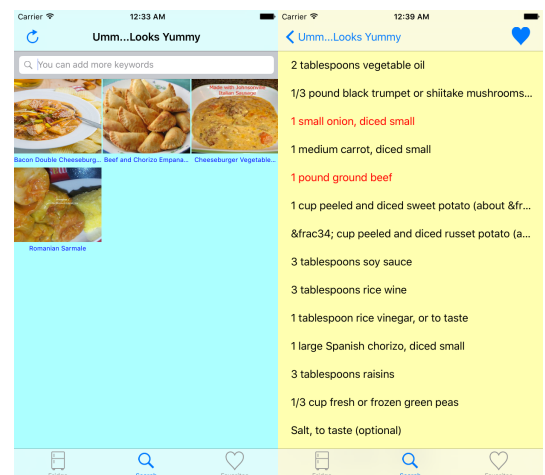 Carrier 12:33 AM
Umm...Looks Yummy
You can add more keywords
Made with Johnsonville
Italian Sausage
Bacon Double Cheeseburg... Beef and Chorizo Empana... Cheeseburger Vegetable...
Romanian Sarmale
Carrier 12:39 AM
Umm...Looks Yummy
2 tablespoons vegetable oil
1/3 pound black trumpet or shiitake mushrooms...
1 small onion, diced small
1 medium carrot, diced small
1 pound ground beef
1 cup peeled and diced sweet potato (about &fr...
&frac34; cup peeled and diced russet potato (a...
3 tablespoons soy sauce
3 tablespoons rice wine
1 tablespoon rice vinegar, or to taste
1 large Spanish chorizo, diced small
3 tablespoons raisins
1/3 cup fresh or frozen green peas
Salt, to taste (optional)